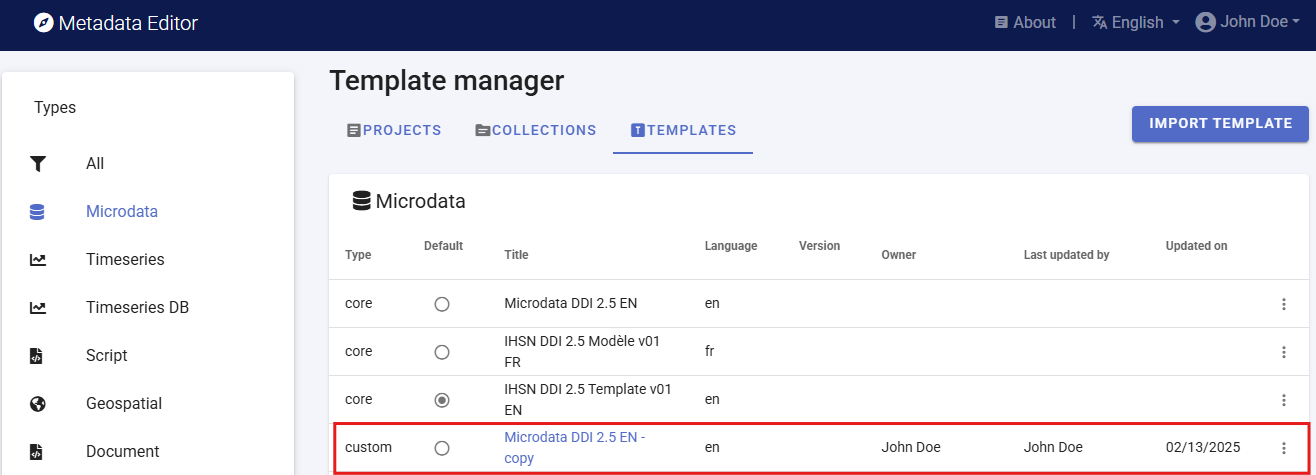 Metadata Editor
About | English John Doe
Types
All
Microdata
Timeseries
Timeseries DB
Script
Geospatial
Document
Template manager
PROJECTS COLLECTIONS TEMPLATES
IMPORT TEMPLATE
Microdata
Type Default Title Language Version Owner Last updated by Updated on
core Microdata DDI 2.5 EN en
core IHSN DDI 2.5 Modèle v01 fr
FR
core IHSN DDI 2.5 Template v01 en
EN
custom Microdata DDI 2.5 EN - en John Doe John Doe 02/13/2025
copy